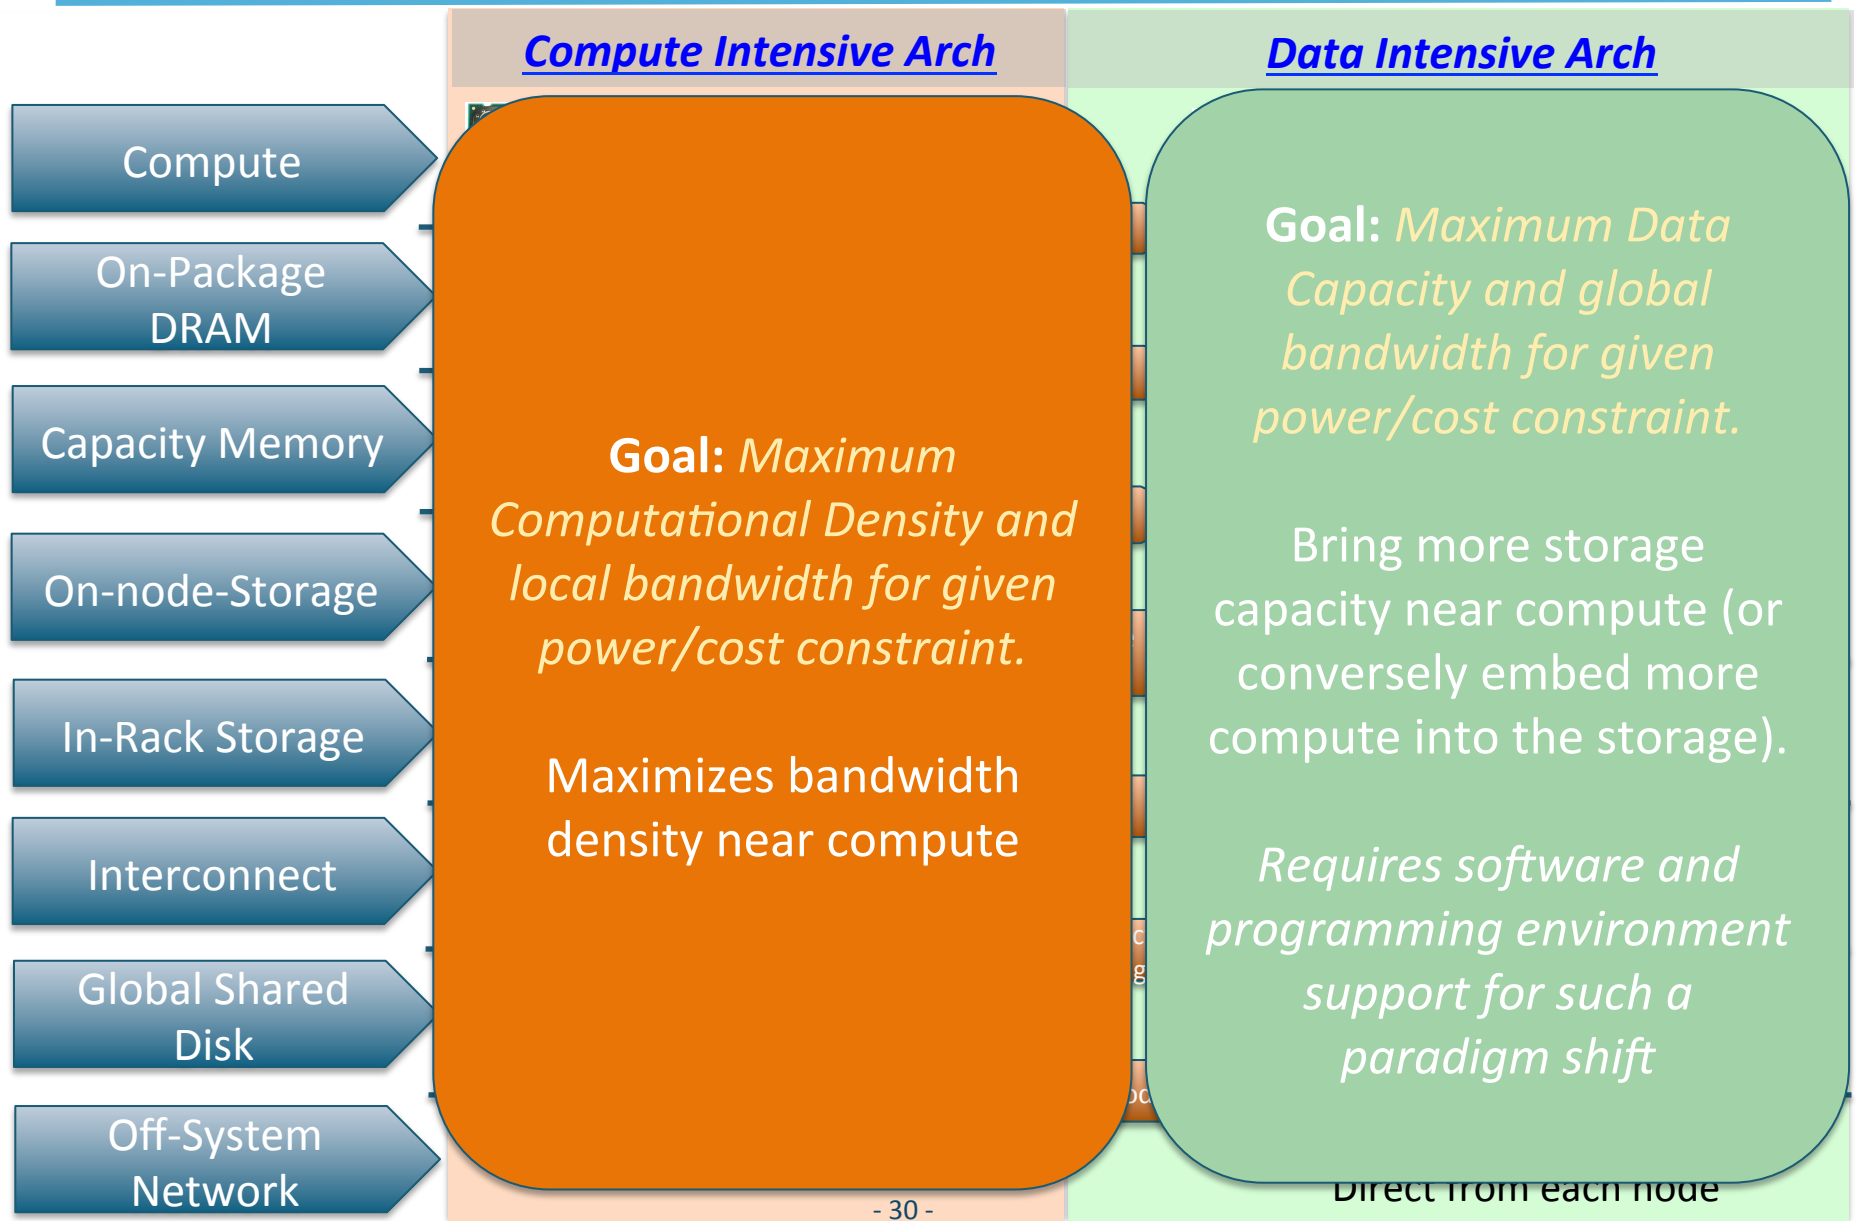 Compute Intensive Arch
Data Intensive Arch
Compute
On-Package
DRAM
Capacity Memory
On-node-Storage
In-Rack Storage
Interconnect
Global Shared
Disk
Off-System
Network
Goal: Maximum
Computational Density and
local bandwidth for given
power/cost constraint.
Maximizes bandwidth
density near compute
Goal: Maximum Data
Capacity and global
bandwidth for given
power/cost constraint.
Bring more storage
capacity near compute (or
conversely embed more
compute into the storage).
Requires software and
programming environment
support for such a
paradigm shift
Direct from each node
- 30 -